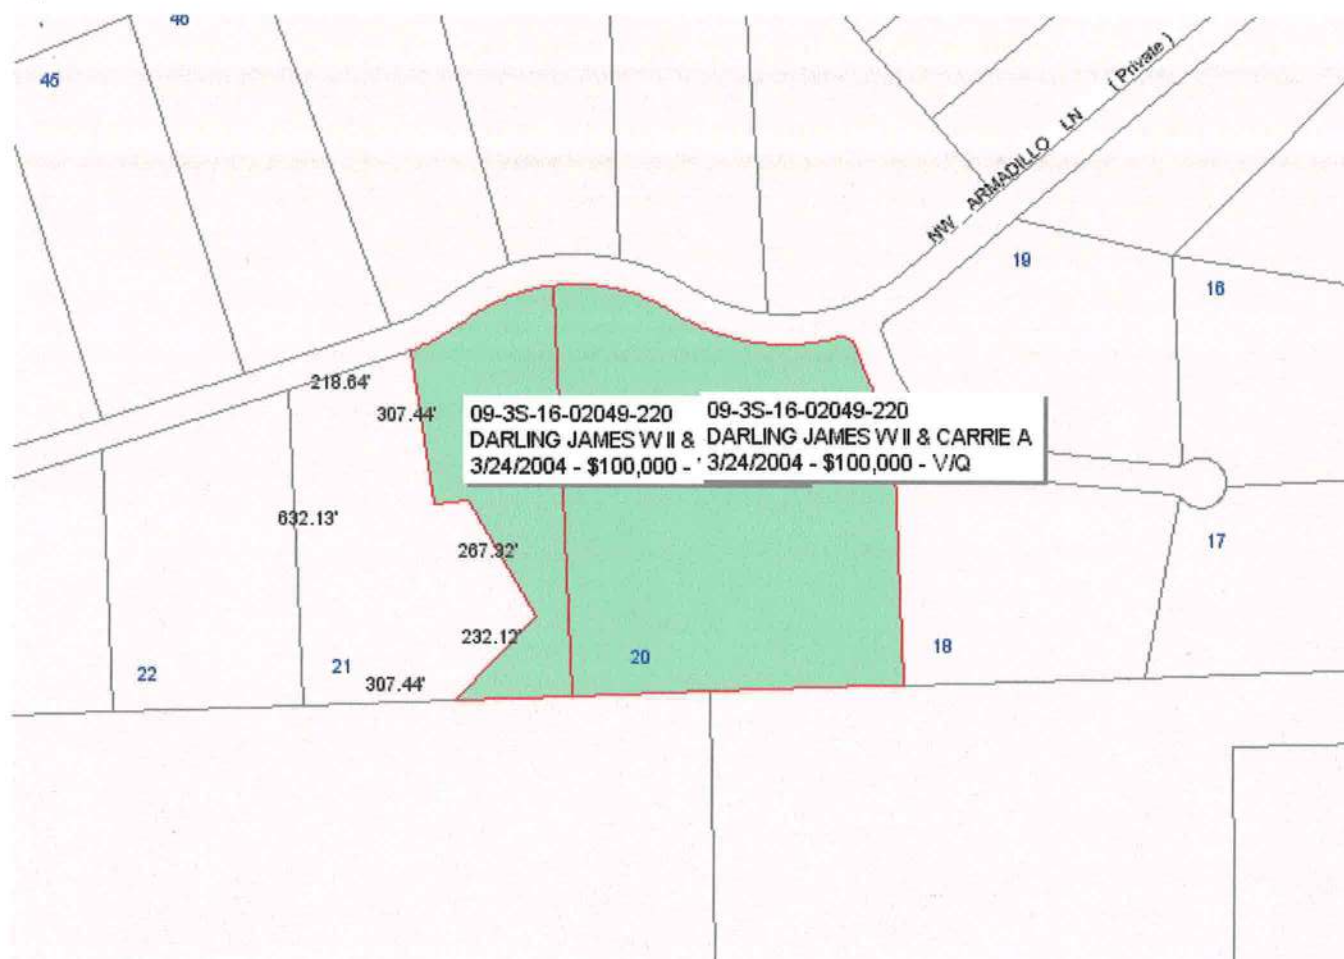 46
45
NW ARMADILLO LN (Private)
19
16
218.64'
307.44'
09-3S-16-02049-220
DARLING JAMES W II &
3/24/2004 - $100,000 -
09-3S-16-02049-220
DARLING JAMES W II & CARRIE A
3/24/2004 - $100,000 - V/Q
632.13'
267.32'
17
232.12'
22
21
307.44'
20
18